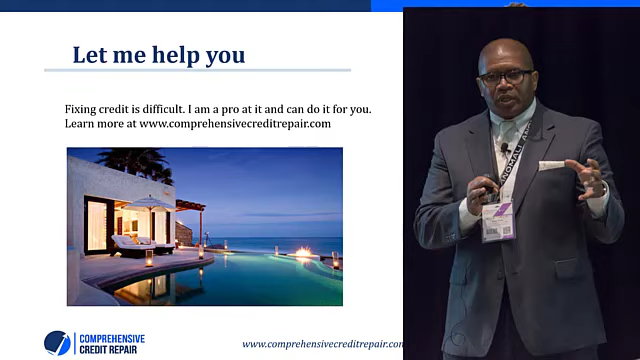 Let me help you
Fixing credit is difficult. I am a pro at it and can do it for you.
Learn more at www.comprehensivecreditrepair.com
COMPREHENSIVE
CREDIT REPAIR
www.comprehensivecreditrepair.com